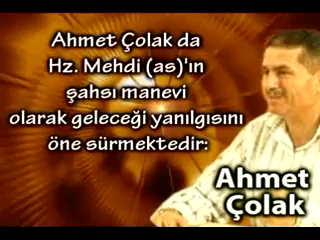 Ahmet Çolak da
Hz. Mehdi (as)'ın
şahsı manevi
olarak geleceği yanılgısını
öne sürmektedir:
Ahmet
Çolak